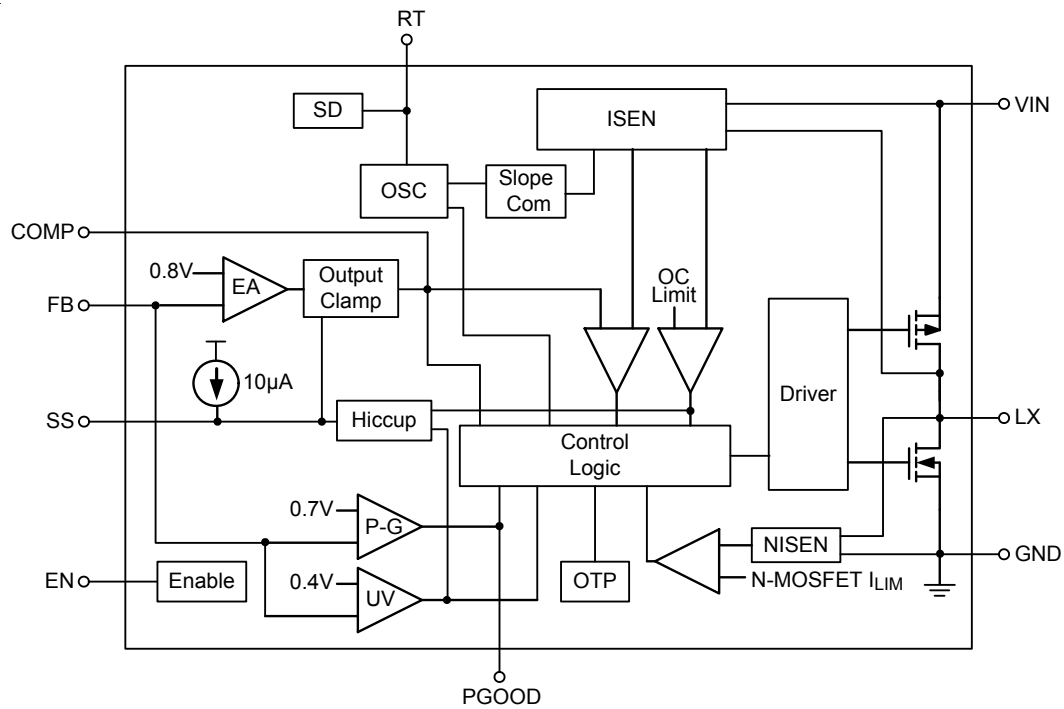 RT
SD
ISEN
VIN
OSC
Slope
Com
COMP
0.8V
EA
Output
Clamp
OC
Limit
FB
10µA
Driver
SS
Hiccup
LX
Control
Logic
0.7V
P-G
NISEN
GND
EN
Enable
0.4V
UV
OTP
N-MOSFET ILIM
PGOOD